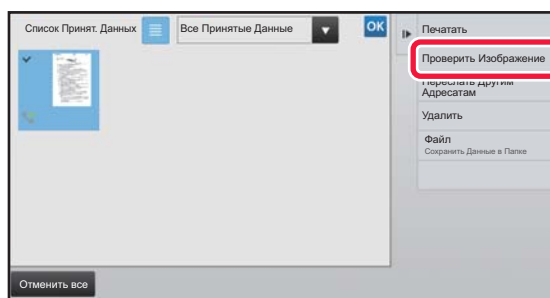 Список Принят. Данных
Все Принятые Данные
OK
Печатать
Проверить Изображение
Переслать Другим
Адресатам
Удалить
Файл
Сохранить Данные в Папке
Отменить все